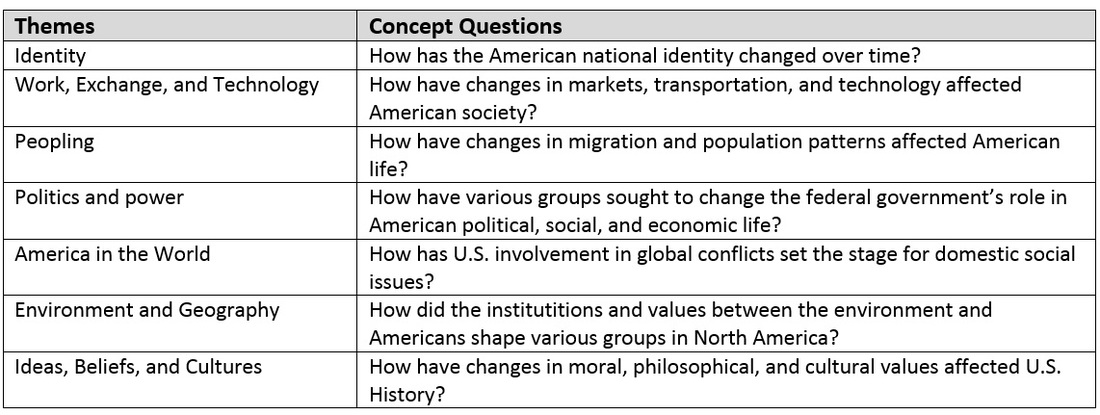 Themes Concept Questions
Identity How has the American national identity changed over time?
Work, Exchange, and Technology How have changes in markets, transportation, and technology affected
American society?
Peopling How have changes in migration and population patterns affected American
life?
Politics and power How have various groups sought to change the federal government’s role in
American political, social, and economic life?
America in the World How has U.S. involvement in global conflicts set the stage for domestic social
issues?
Environment and Geography How did the institutitions and values between the environment and
Americans shape various groups in North America?
Ideas, Beliefs, and Cultures How have changes in moral, philosophical, and cultural values affected U.S.
History?